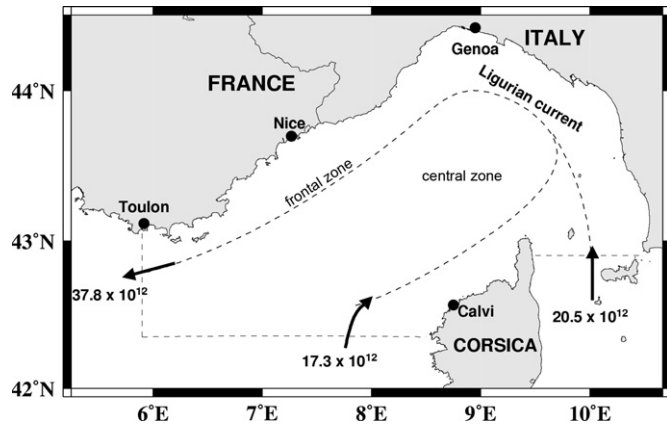 ITALY
Genoa
FRANCE
Ligurian current
44°N
Nice
frontal zone
central zone
Toulon
43°N
37.8 x 10¹²
Calvi
20.5 x 10¹²
17.3 x 10¹²
CORSICA
42°N
6°E 7°E 8°E 9°E 10°E